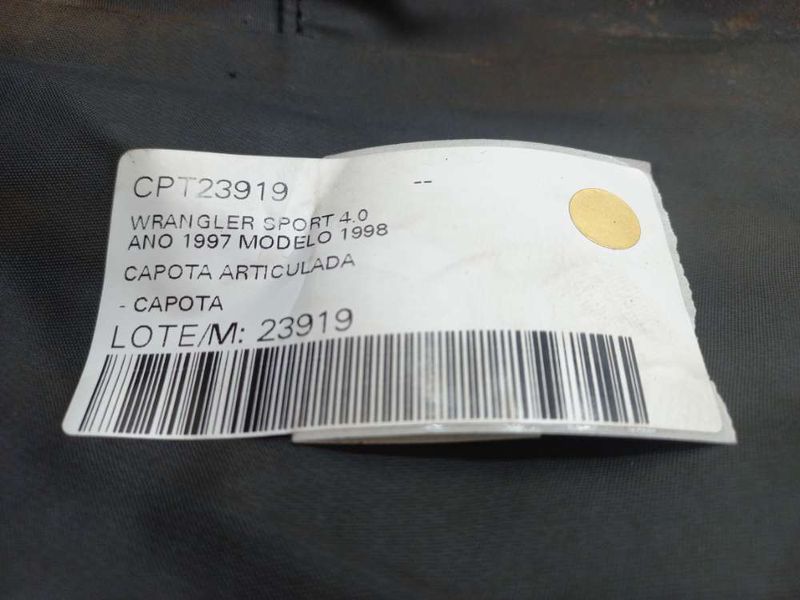 CPT23919
--
WRANGLER SPORT 4.0
ANO 1997 MODELO 1998
CAPOTA ARTICULADA
- CAPOTA
LOTE/M: 23919